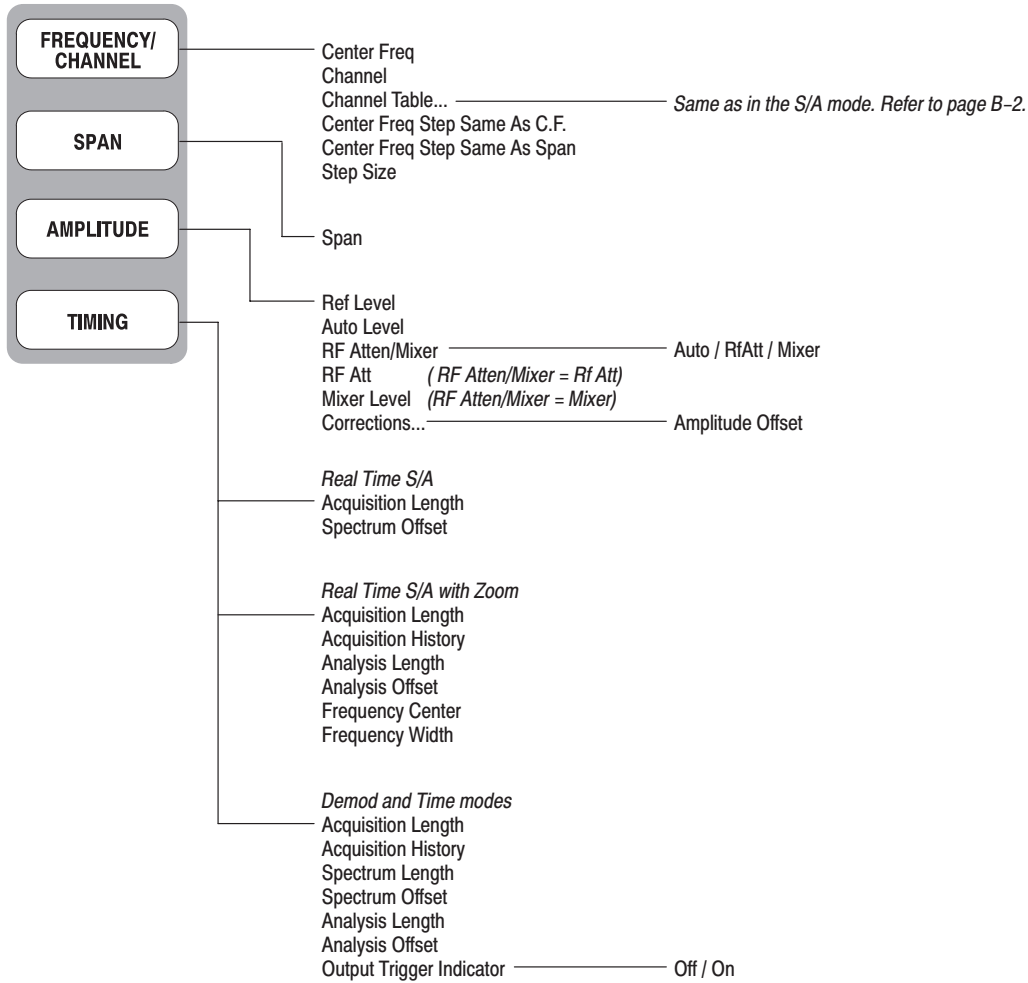 FREQUENCY/
CHANNEL
SPAN
AMPLITUDE
TIMING
Center Freq
Channel
Channel Table... Same as in the S/A mode. Refer to page B–2.
Center Freq Step Same As C.F.
Center Freq Step Same As Span
Step Size
Span
Ref Level
Auto Level
RF Atten/Mixer Auto / RfAtt / Mixer
RF Att ( RF Atten/Mixer = Rf Att)
Mixer Level (RF Atten/Mixer = Mixer)
Corrections... Amplitude Offset
Real Time S/A
Acquisition Length
Spectrum Offset
Real Time S/A with Zoom
Acquisition Length
Acquisition History
Analysis Length
Analysis Offset
Frequency Center
Frequency Width
Demod and Time modes
Acquisition Length
Acquisition History
Spectrum Length
Spectrum Offset
Analysis Length
Analysis Offset
Output Trigger Indicator Off / On